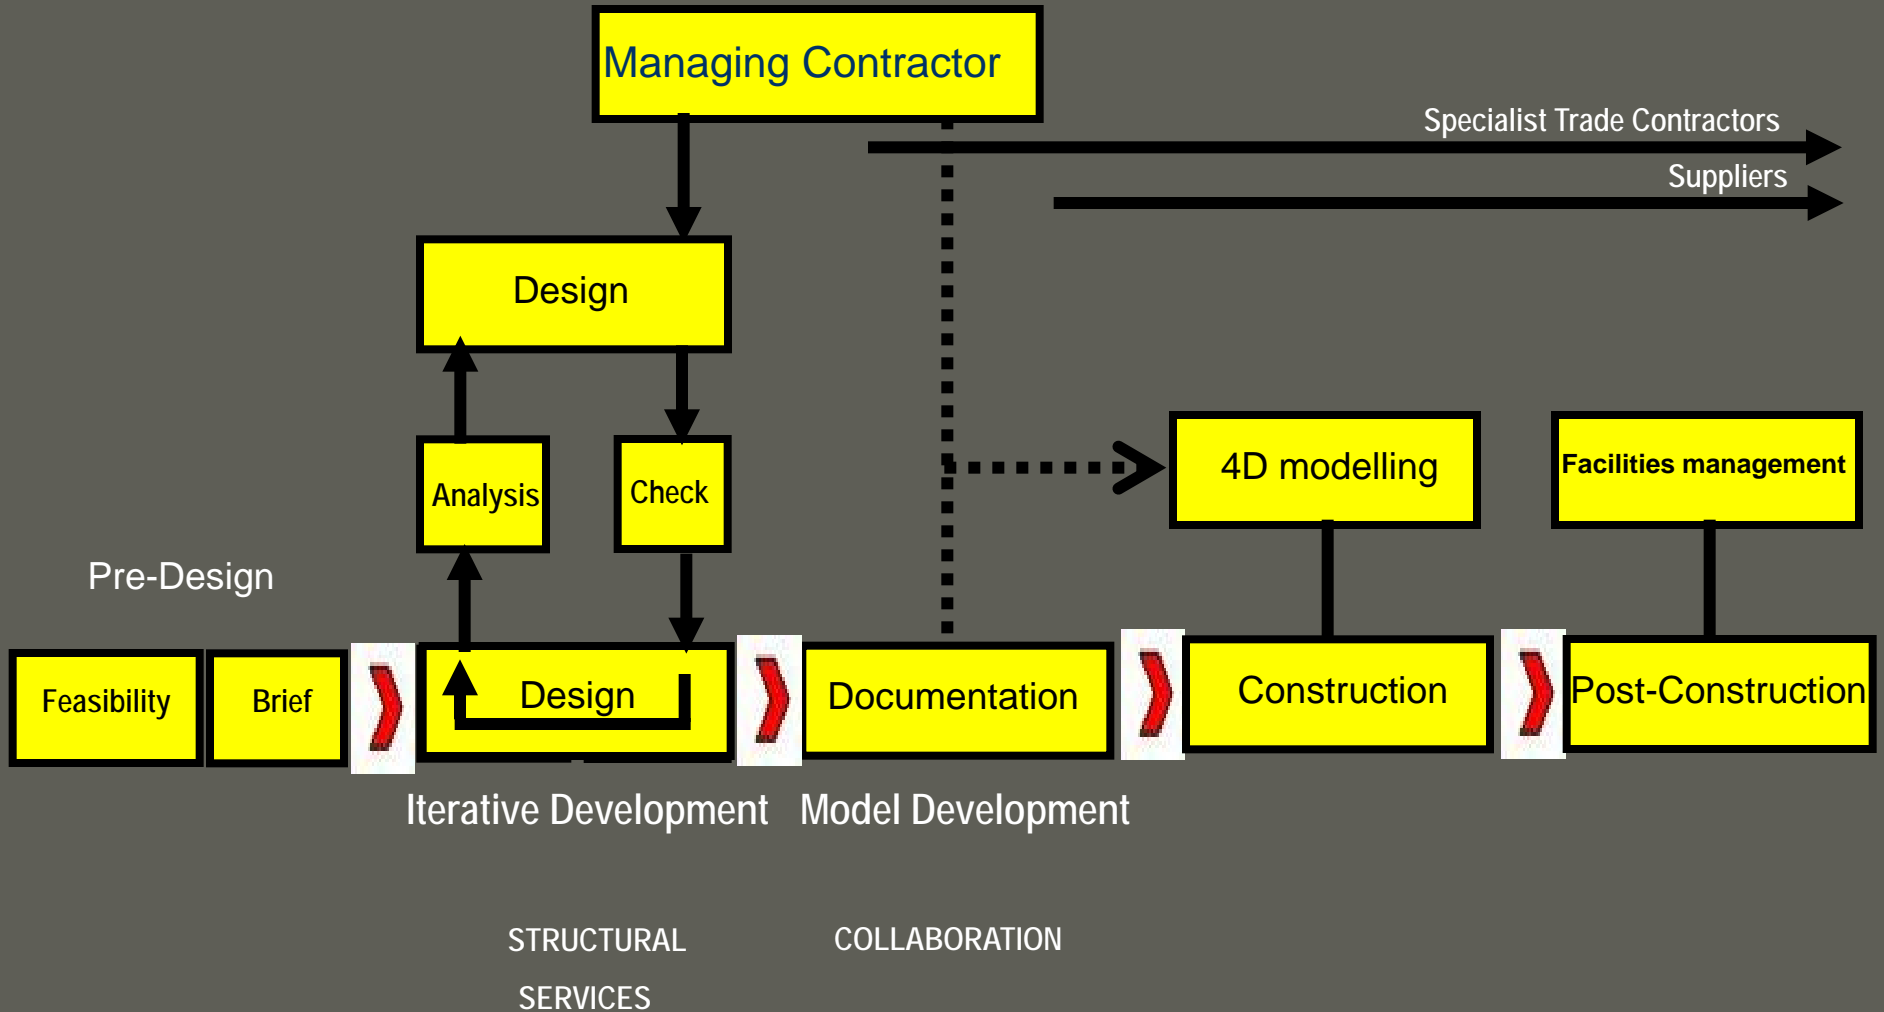 Managing Contractor
Specialist Trade Contractors
Suppliers
Design
4D modelling
Facilities management
Analysis
Check
Pre-Design
Feasibility
Brief
Design
Documentation
Construction
Post-Construction
Iterative Development
Model Development
STRUCTURAL
COLLABORATION
SERVICES